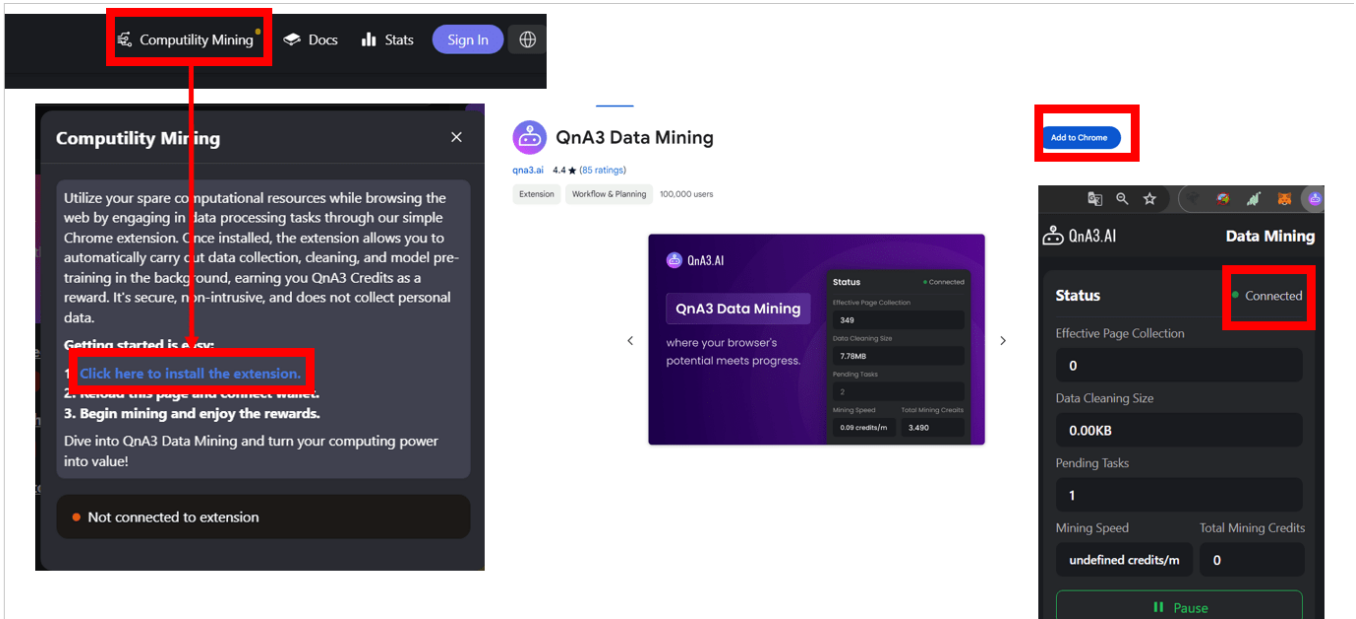 Computility Mining
Docs
Stats
Sign In
Computility Mining
Utilize your spare computational resources while browsing the
web by engaging in data processing tasks through our simple
Chrome extension. Once installed, the extension allows you to
automatically carry out data collection, cleaning, and model pre-
training in the background, earning you QnA3 Credits as a
reward. It's secure, non-intrusive, and does not collect personal
data.
Getting started is easy:
1. Click here to install the extension.
2. Reload this page and connect wallet.
3. Begin mining and enjoy the rewards.
Dive into QnA3 Data Mining and turn your computing power
into value!
Not connected to extension
QnA3 Data Mining
qna3.ai 4.4 ★ (85 ratings)
Extension Workflow & Planning 100,000 users
QnA3.AI
QnA3 Data Mining
where your browser's
potential meets progress.
Status Connected
Effective Page Collection
349
Data Cleaning Size
7.78MB
Pending Tasks
2
Mining Speed Total Mining Creaits
0.09 credits/m 3.490
Add to Chrome
QnA3.AI Data Mining
Status Connected
Effective Page Collection
0
Data Cleaning Size
0.00KB
Pending Tasks
1
Mining Speed Total Mining Credits
undefined credits/m 0
Pause